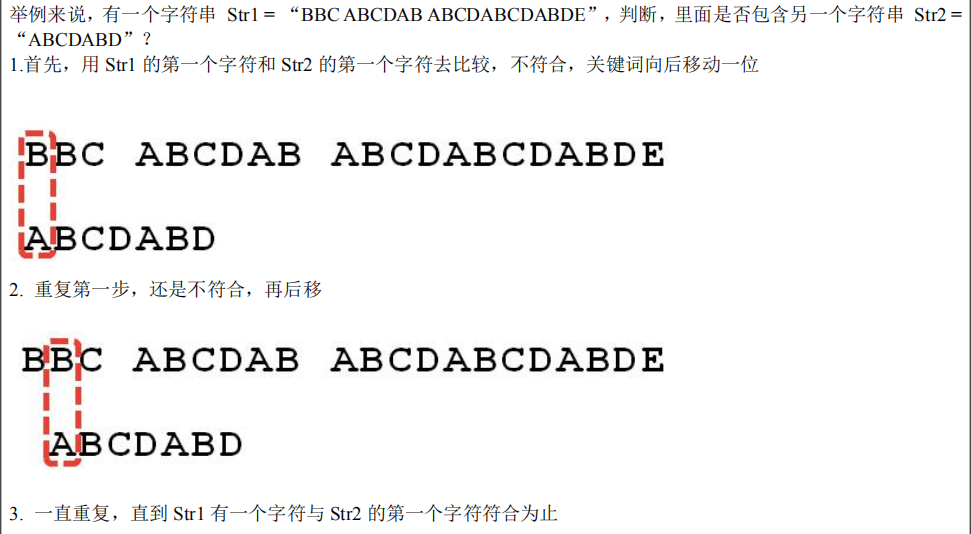 举例来说，有一个字符串 Str1 = “BBC ABCDAB ABCDABCDABDE”，判断，里面是否包含另一个字符串 Str2 =
“ABCDABD”？
1.首先，用 Str1 的第一个字符和 Str2 的第一个字符去比较，不符合，关键词向后移动一位
BBC ABCDAB ABCDABCDABDE
ABCDABD
2. 重复第一步，还是不符合，再后移
BBC ABCDAB ABCDABCDABDE
ABCDABD
3. 一直重复，直到 Str1 有一个字符与 Str2 的第一个字符符合为止